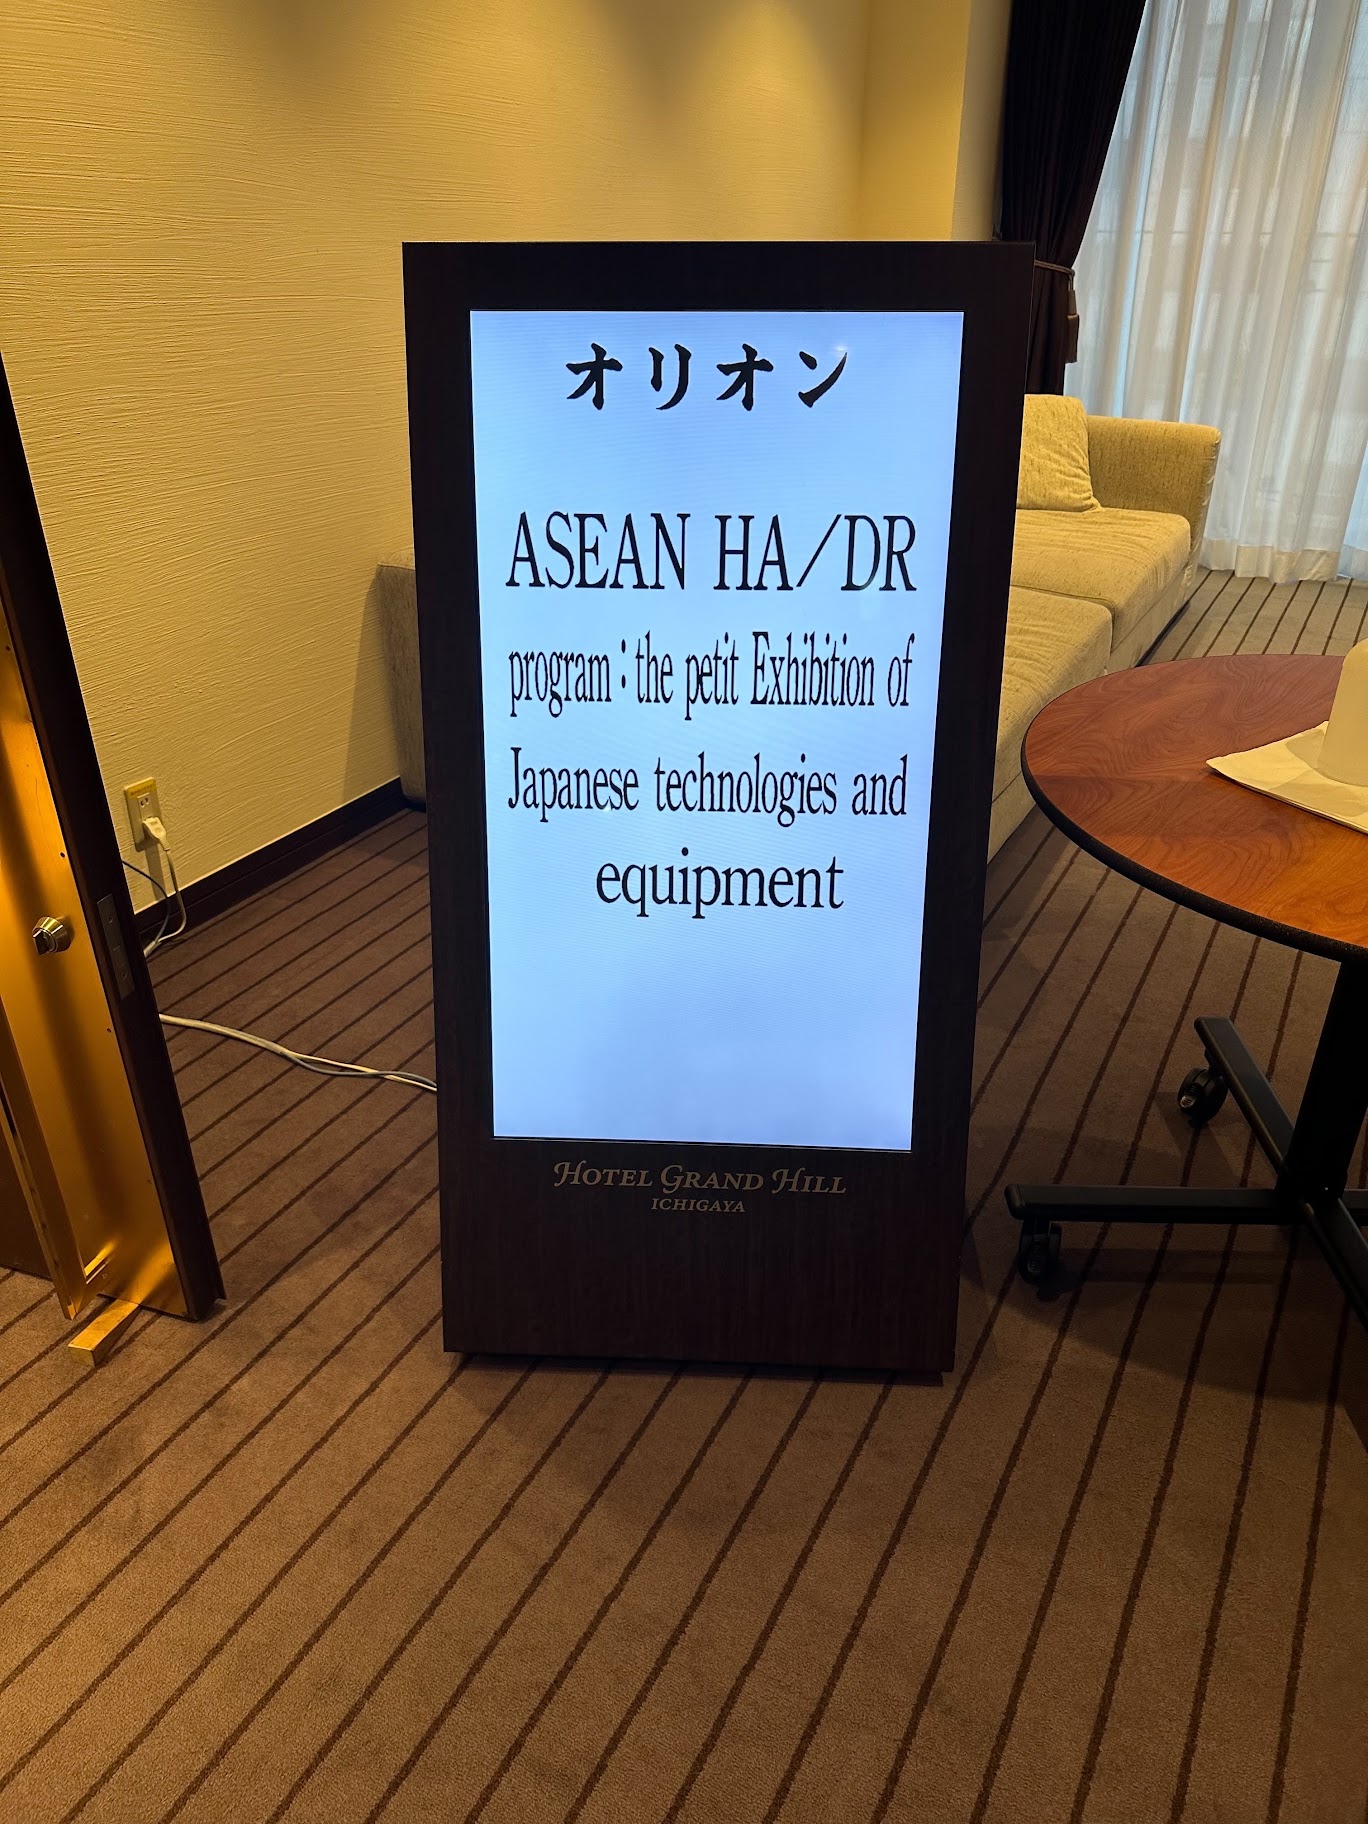 オリオン
ASEAN HA/DR
program：the petit Exhibition of
Japanese technologies and
equipment
HOTEL GRAND HILL
ICHIGAYA